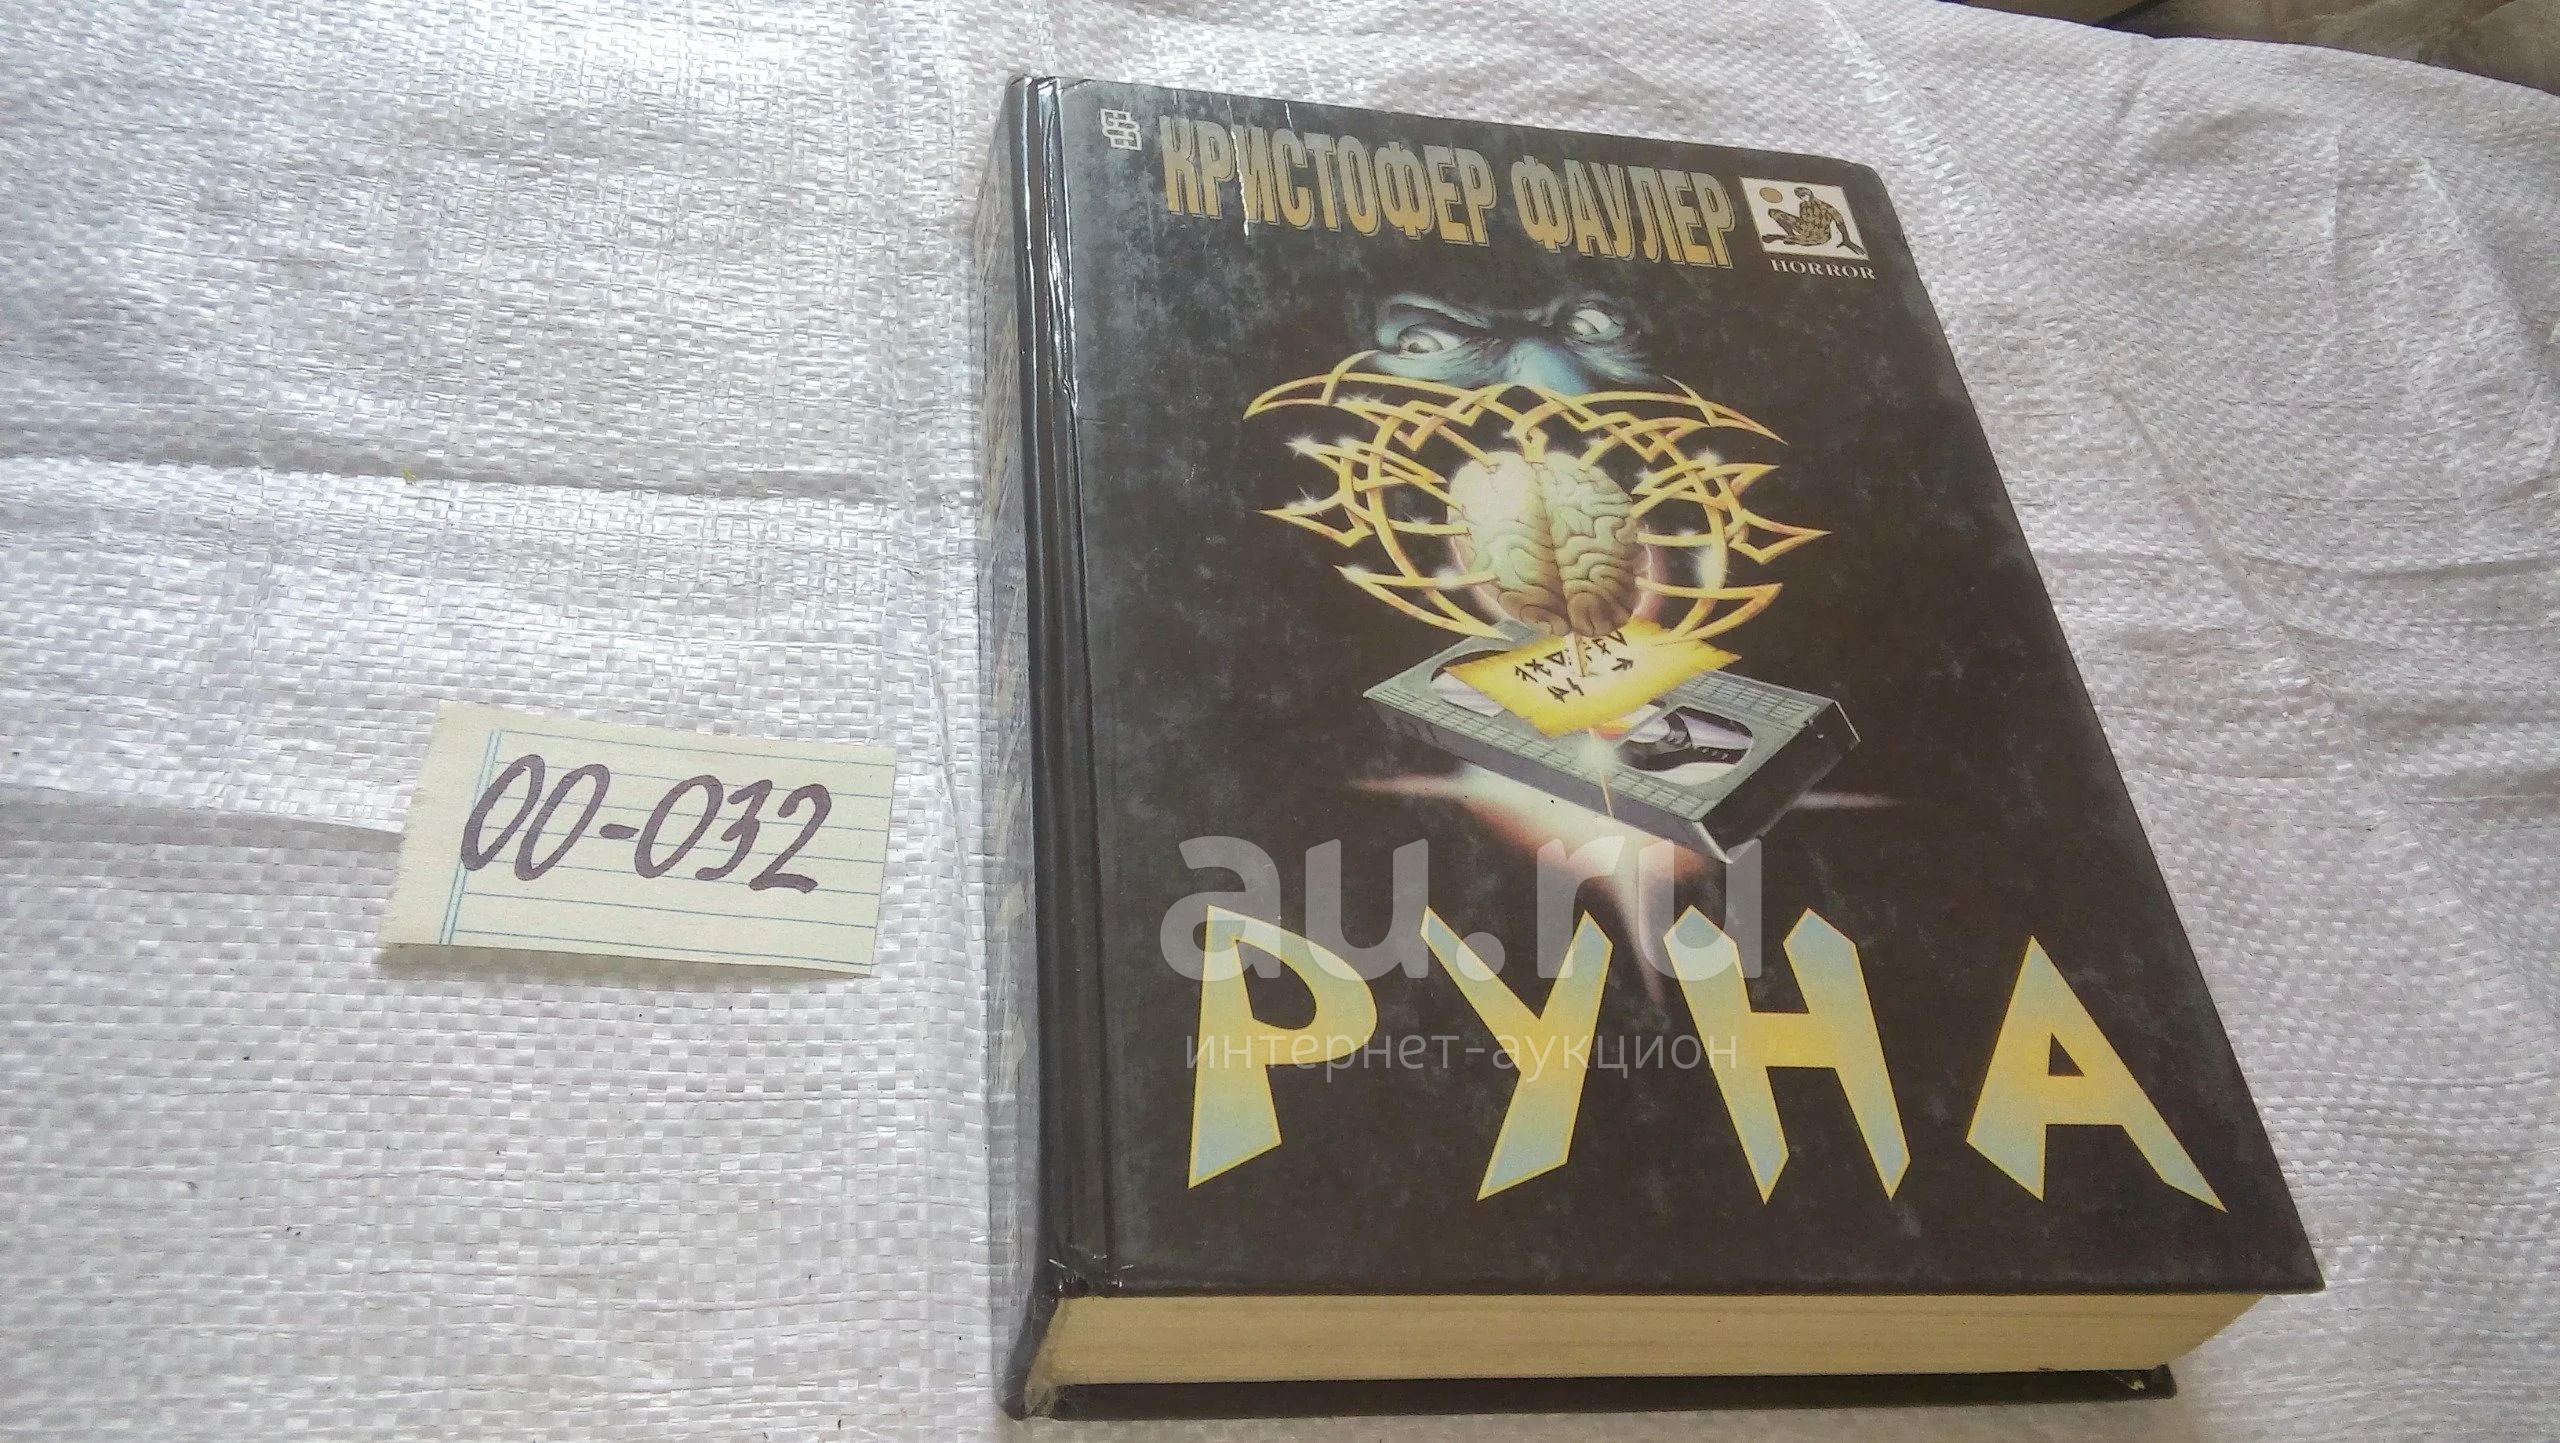 КРИСТОФЕР ФАУЛЕР
HORROR
00-032
au.ru
интернет-аукцион
РУНА